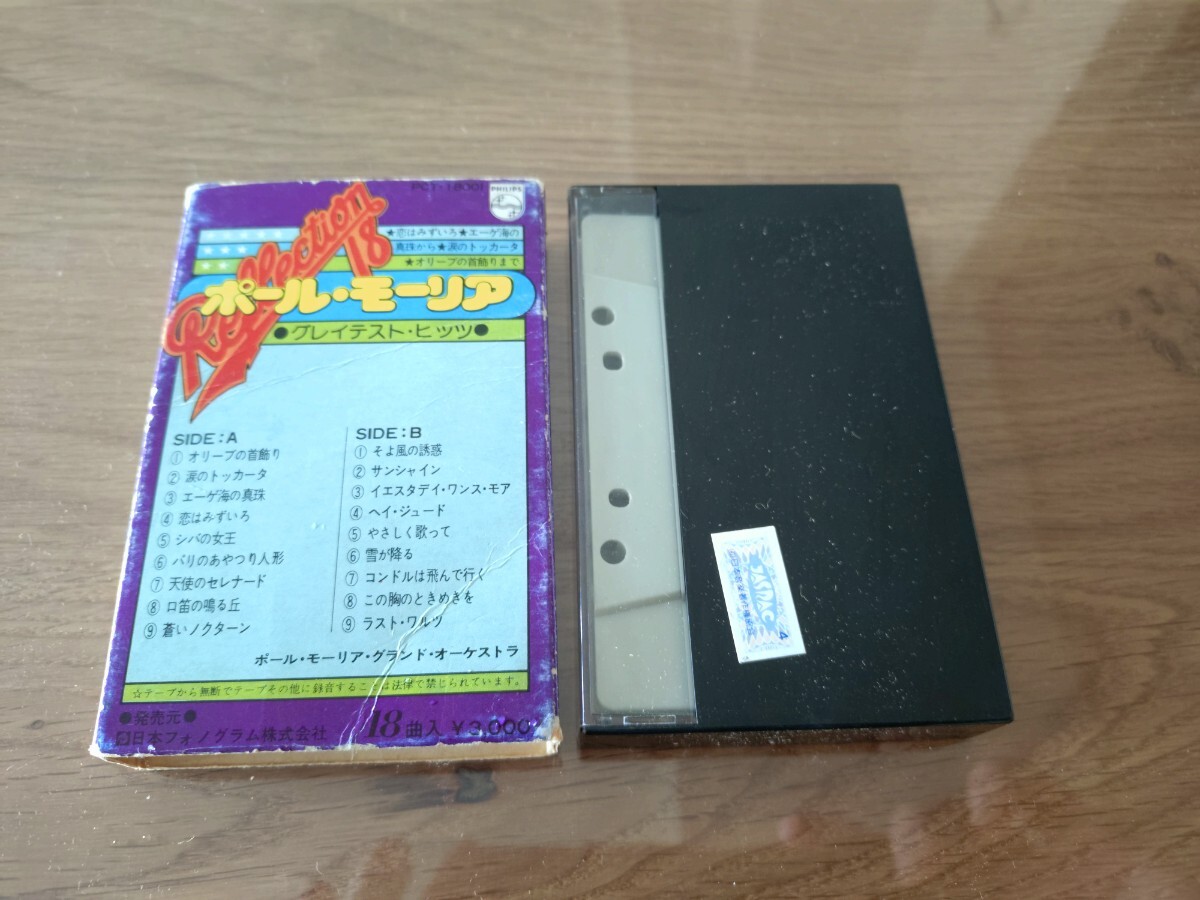 PCT-18001
PHILIPS
Reflection 18
★恋はみずいろ★エーゲ海の
真珠から★涙のトッカータ
★オリーブの首飾りまで
ポール・モーリア
●グレイテスト・ヒッツ●
SIDE:A
① オリーブの首飾り
② 涙のトッカータ
③ エーゲ海の真珠
④ 恋はみずいろ
⑤ シバの女王
⑥ パリのあやつり人形
⑦ 天使のセレナード
⑧ 口笛の鳴る丘
⑨ 蒼いノクターン
SIDE:B
① そよ風の誘惑
② サンシャイン
③ イエスタデイ・ワンス・モア
④ ヘイ・ジュード
⑤ やさしく歌って
⑥ 雪が降る
⑦ コンドルは飛んで行く
⑧ この胸のときめきを
⑨ ラスト・ワルツ
ポール・モーリア・グランド・オーケストラ
☆テープから無断でテープその他に録音することは法律で禁じられています。
●発売元●
日本フォノグラム株式会社
18曲入 ¥3,000
JASRAC